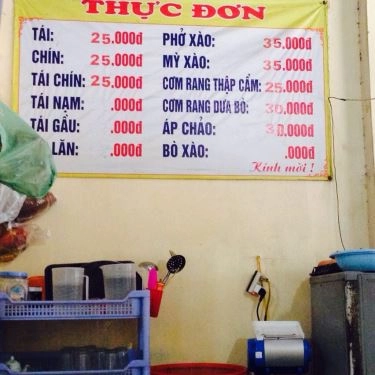 THỰC ĐƠN
TÁI: 25.000đ
CHÍN: 25.000đ
TÁI CHÍN: 25.000đ
TÁI NẠM: .000đ
TÁI GẦU: .000đ
LĂN: .000đ
PHỞ XÀO: 35.000đ
MỲ XÀO: 35.000đ
CƠM RANG THẬP CẨM: 25.000đ
CƠM RANG DƯA BÒ: 30.000đ
ÁP CHẢO: 30.000đ
BÒ XÀO: .000đ
Kính mời !